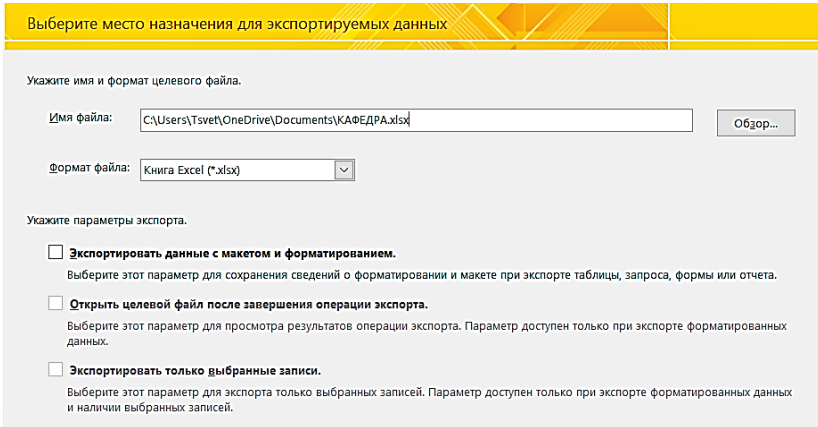 Выберите место назначения для экспортируемых данных
Укажите имя и формат целевого файла.
Имя файла: C:\Users\Tsvet\OneDrive\Documents\КАФЕДРА.xlsx Обзор...
Формат файла: Книга Excel (*.xlsx)
Укажите параметры экспорта.
Экспортировать данные с макетом и форматированием.
Выберите этот параметр для сохранения сведений о форматировании и макете при экспорте таблицы, запроса, формы или отчета.
Открыть целевой файл после завершения операции экспорта.
Выберите этот параметр для просмотра результатов операции экспорта. Параметр доступен только при экспорте форматированных
данных.
Экспортировать только выбранные записи.
Выберите этот параметр для экспорта только выбранных записей. Параметр доступен только при экспорте форматированных данных
и наличии выбранных записей.